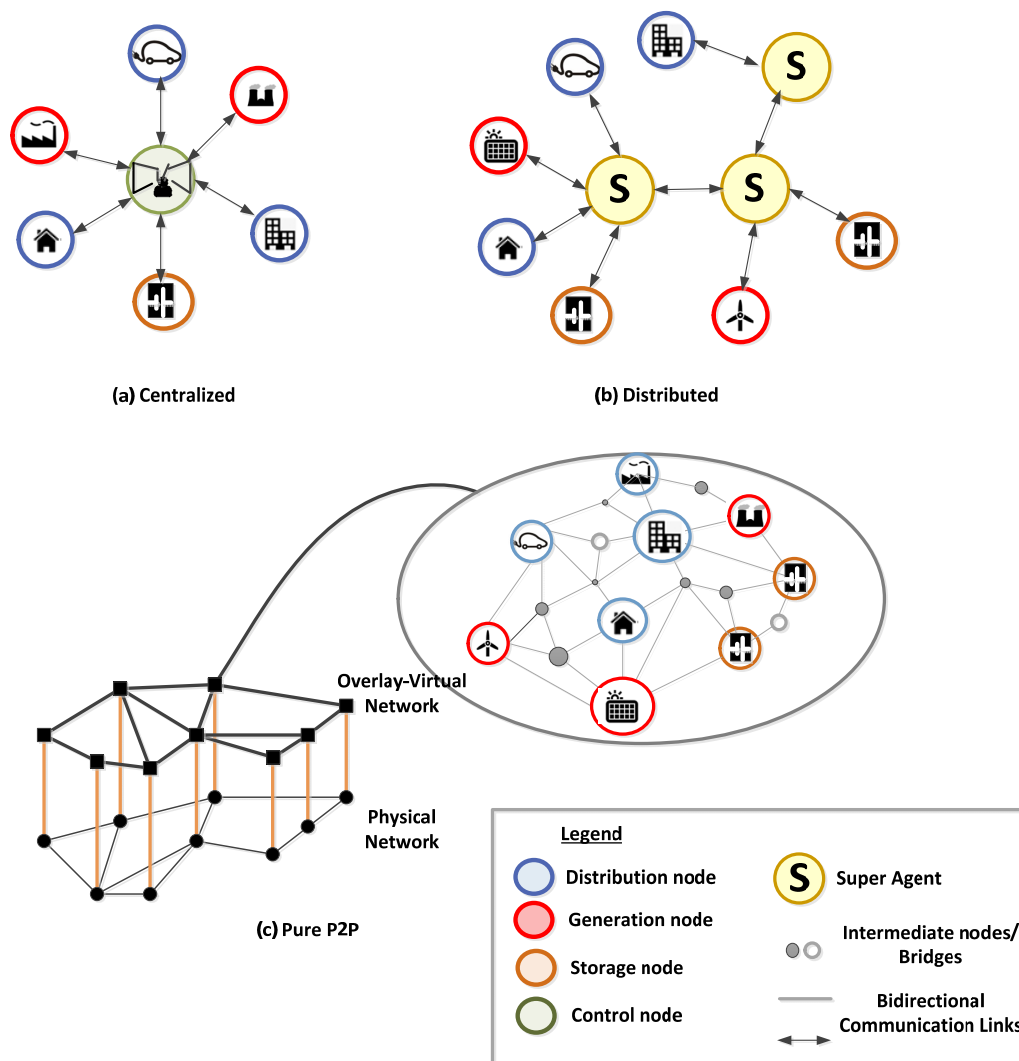 S
S
S
(a) Centralized
(b) Distributed
Overlay-Virtual
Network
Physical
Network
(c) Pure P2P
Legend
Distribution node
Generation node
Storage node
Control node
S
Super Agent
Intermediate nodes/
Bridges
Bidirectional
Communication Links